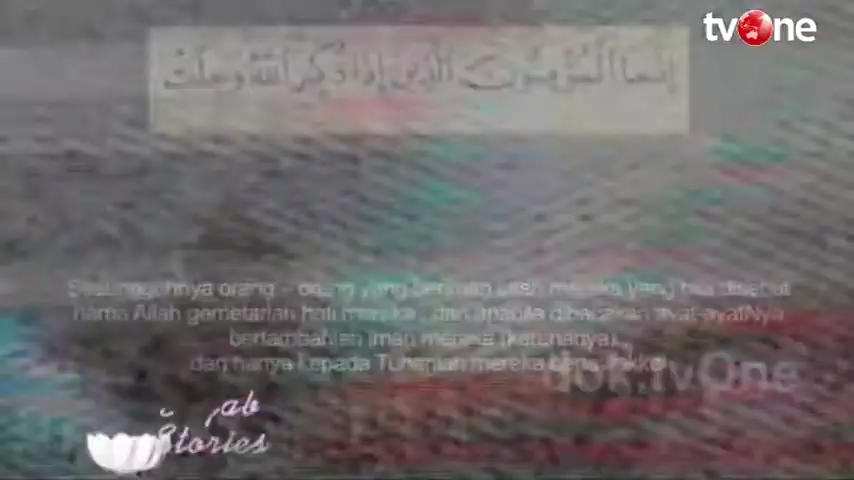 tvOne
إنما المؤمنون الذين إذا ذكر الله وجلت
Sesungguhnya orang – orang yang beriman ialah mereka yang bila disebut
nama Allah gemetarlah hati mereka, dan apabila dibacakan ayat-ayatNya
bertambahlah iman mereka (karenanya),
dan hanya kepada Tuhanlah mereka bertawakkal
dok.tvOne
ab
Stories